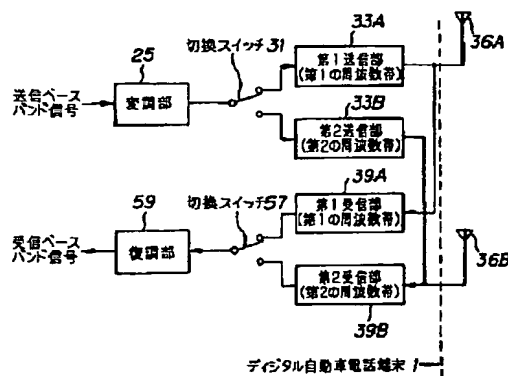 33A
36A
切換スイッチ 31
25
第1送信部
(第1の周波数帯)
送信ベース
バンド信号
変調部
33B
第2送信部
(第2の周波数帯)
39A
59
切換スイッチ 57
第1受信部
(第1の周波数帯)
受信ベース
バンド信号
復調部
36B
第2受信部
(第2の周波数帯)
39B
ディジタル自動車電話端末 1